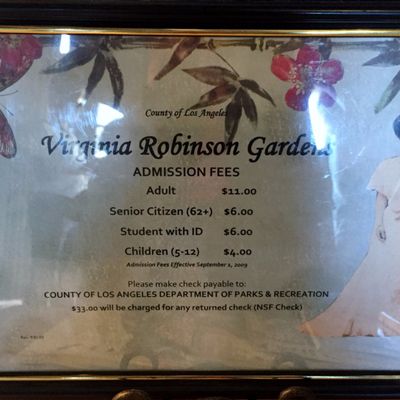 County of Los Angeles
Virginia Robinson Gardens
ADMISSION FEES
Adult $11.00
Senior Citizen (62+) $6.00
Student with ID $6.00
Children (5-12) $4.00
Admission Fees Effective September 1, 2009
Please make check payable to:
COUNTY OF LOS ANGELES DEPARTMENT OF PARKS & RECREATION
$33.00 will be charged for any returned check (NSF Check)